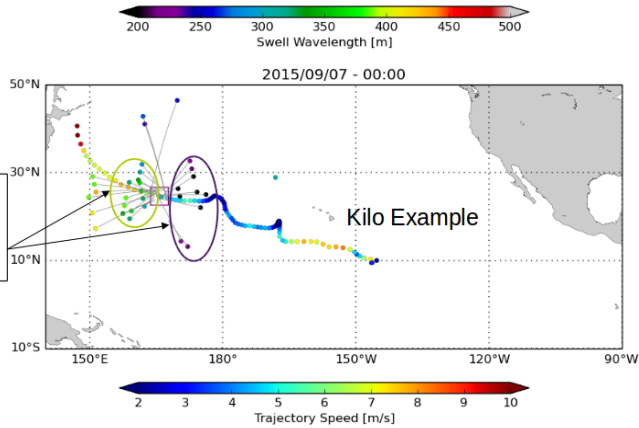 200 250 300 350 400 450 500
Swell Wavelength [m]
2015/09/07 - 00:00
50°N
30°N
10°N
10°S
Kilo Example
150°E 180° 150°W 120°W 90°W
2 3 4 5 6 7 8 9 10
Trajectory Speed [m/s]